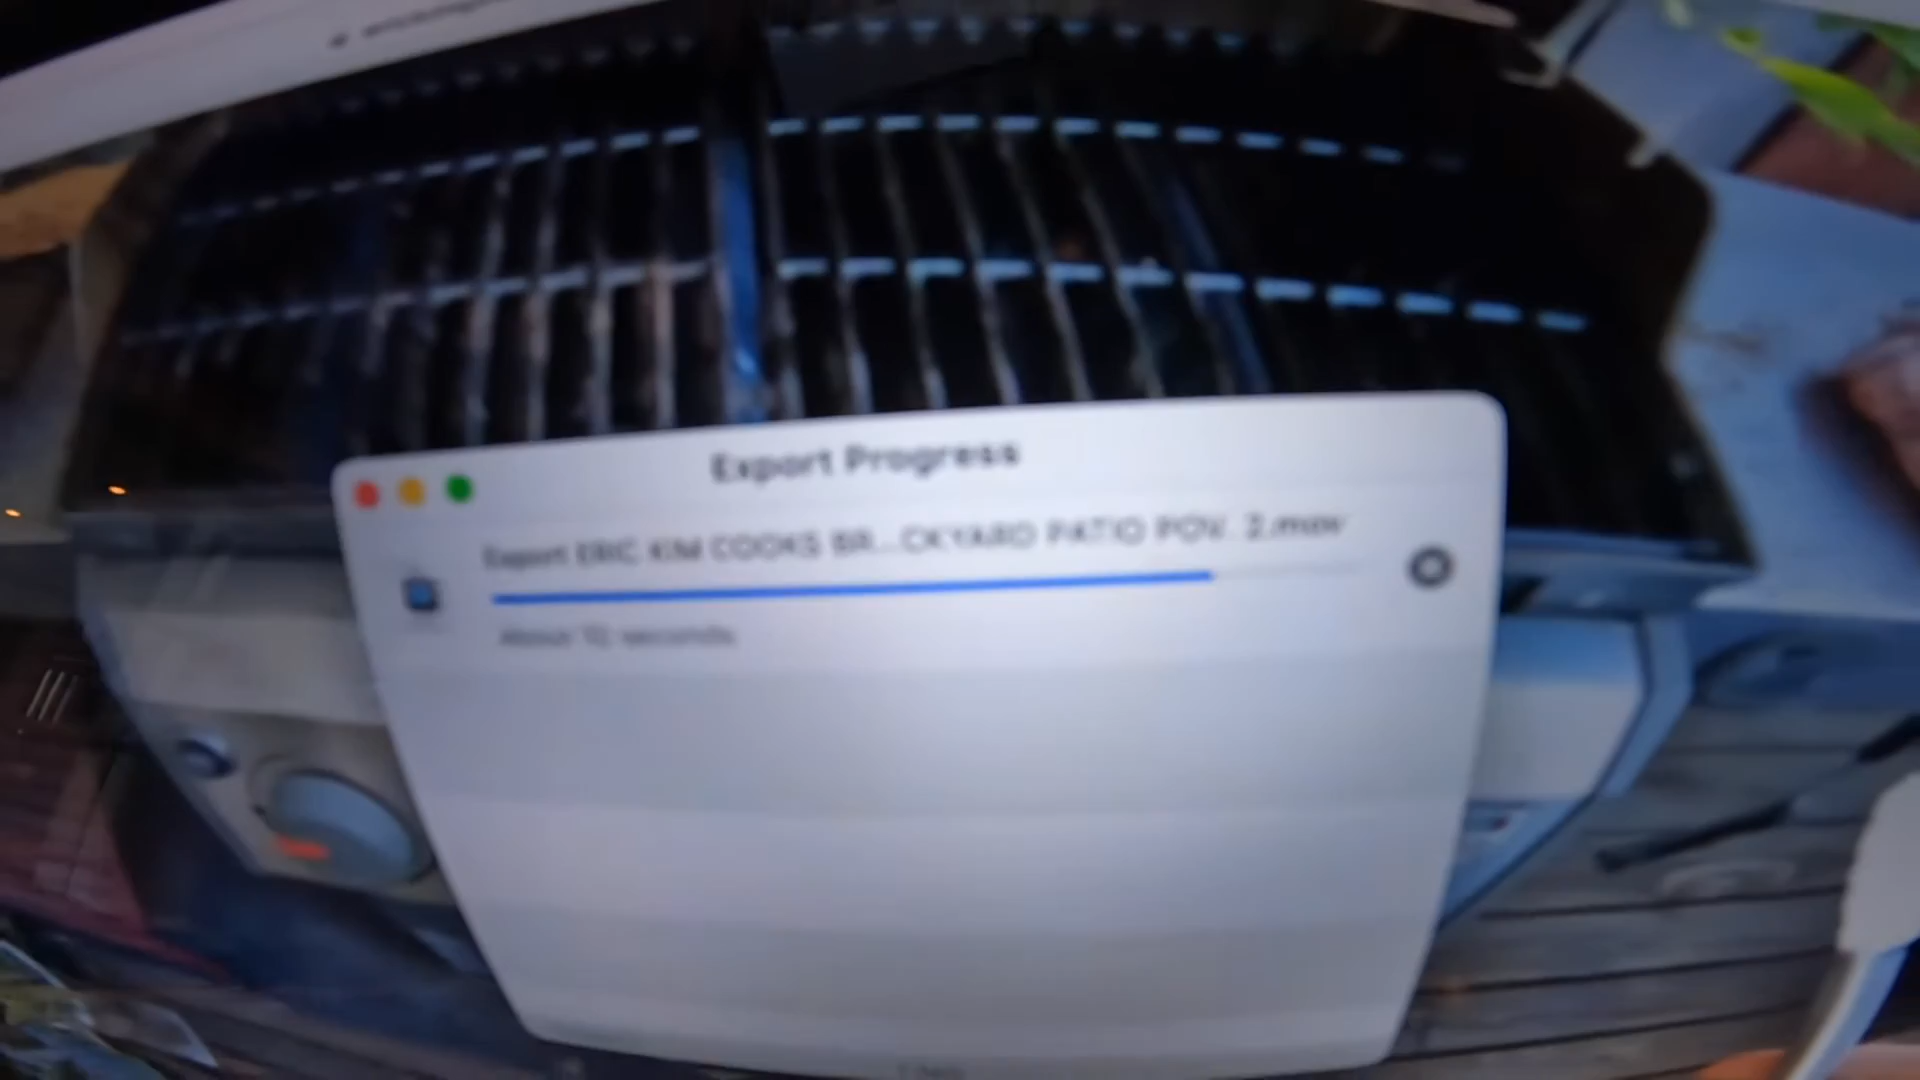 Export Progress
Export ERIC KIM COOKS BR...CKYARD PATIO POV. 2.mov
About 10 seconds